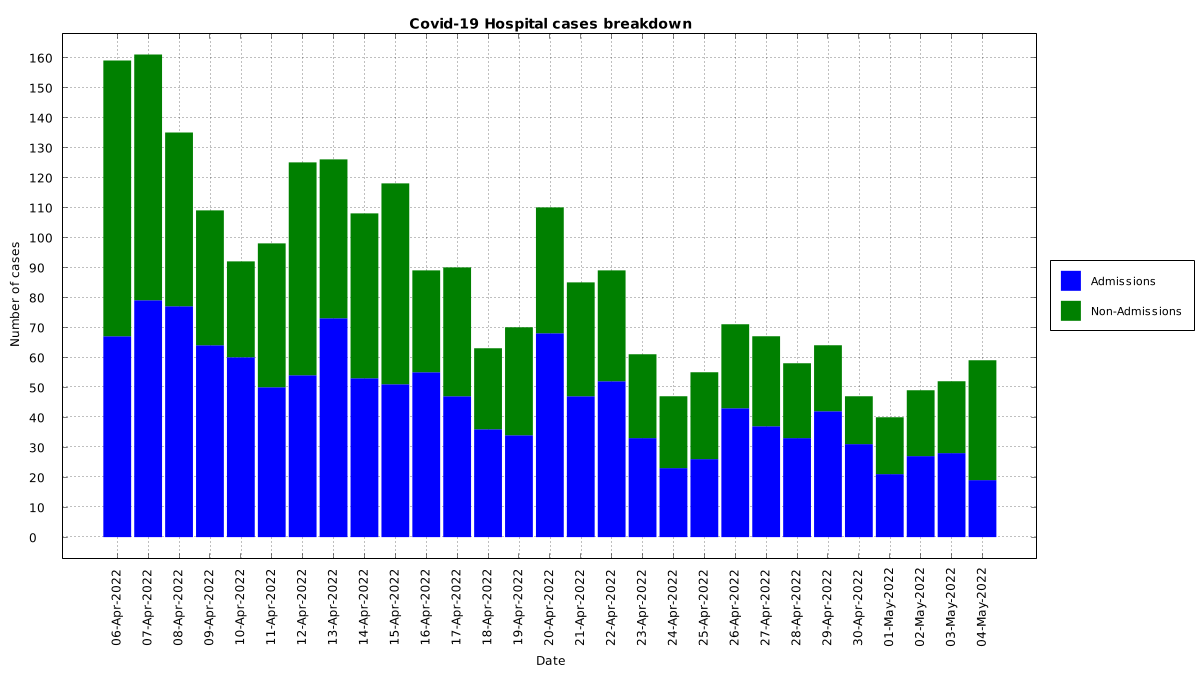 Covid-19 Hospital cases breakdown
160
150
140
130
120
110
100
90
80
70
60
50
40
30
20
10
0
Number of cases
Admissions
Non-Admissions
06-Apr-2022
07-Apr-2022
08-Apr-2022
09-Apr-2022
10-Apr-2022
11-Apr-2022
12-Apr-2022
13-Apr-2022
14-Apr-2022
15-Apr-2022
16-Apr-2022
17-Apr-2022
18-Apr-2022
19-Apr-2022
20-Apr-2022
21-Apr-2022
22-Apr-2022
23-Apr-2022
24-Apr-2022
25-Apr-2022
26-Apr-2022
27-Apr-2022
28-Apr-2022
29-Apr-2022
30-Apr-2022
01-May-2022
02-May-2022
03-May-2022
04-May-2022
Date